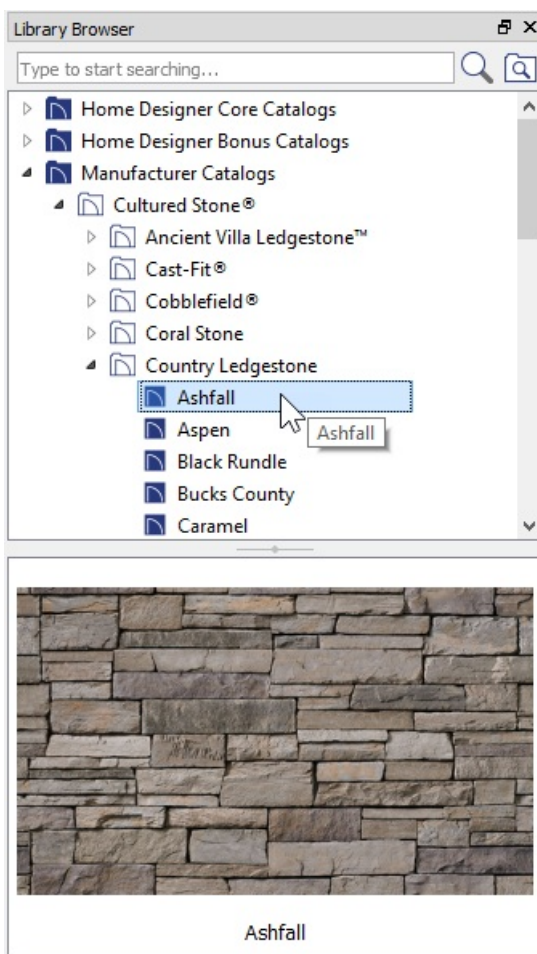 Library Browser
Type to start searching...
Home Designer Core Catalogs
Home Designer Bonus Catalogs
Manufacturer Catalogs
Cultured Stone®
Ancient Villa Ledgestone™
Cast-Fit®
Cobblefield®
Coral Stone
Country Ledgestone
Ashfall
Ashfall
Aspen
Black Rundle
Bucks County
Caramel
Ashfall